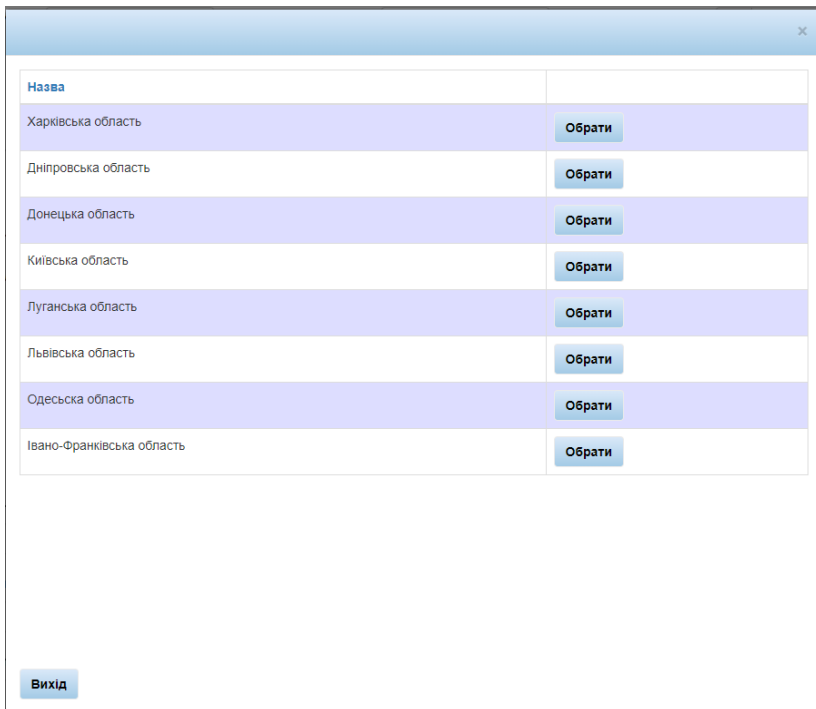 ×
Назва
Харківська область Обрати
Дніпровська область Обрати
Донецька область Обрати
Київська область Обрати
Луганська область Обрати
Львівська область Обрати
Одесьска область Обрати
Івано-Франківська область Обрати
Вихід